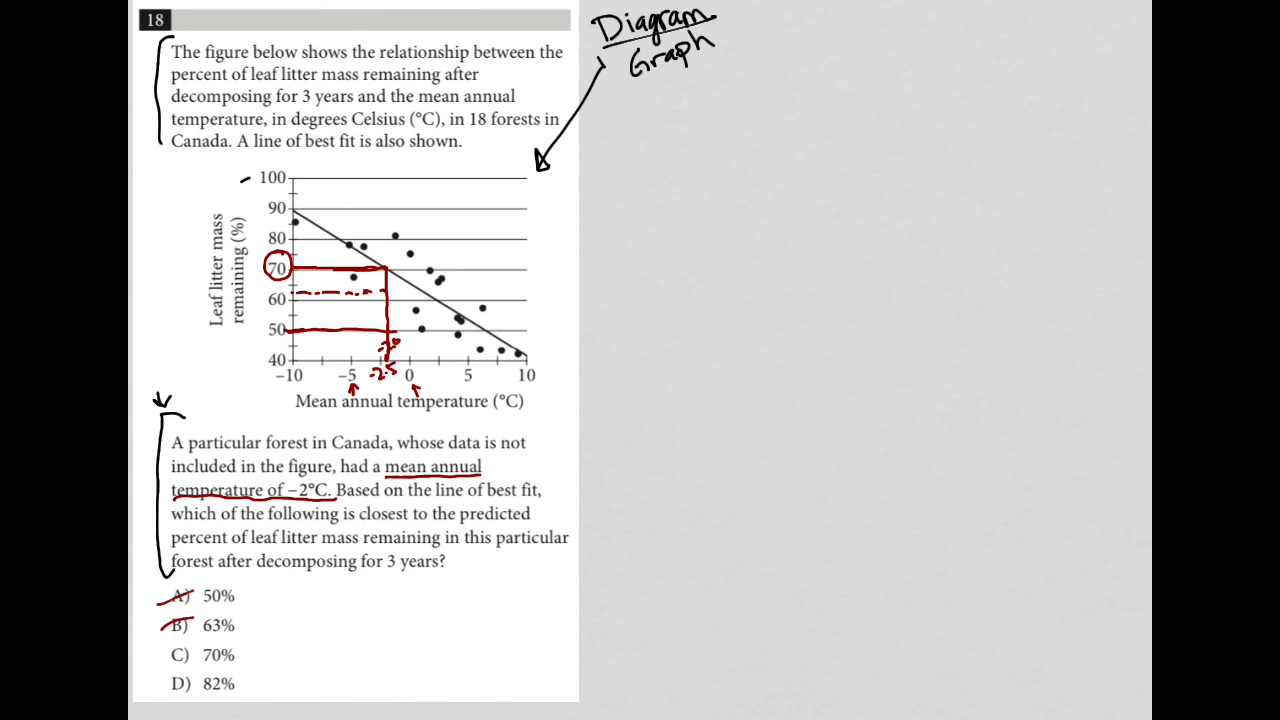 18
Diagram
Graph
The figure below shows the relationship between the
percent of leaf litter mass remaining after
decomposing for 3 years and the mean annual
temperature, in degrees Celsius (°C), in 18 forests in
Canada. A line of best fit is also shown.
Leaf litter mass
remaining (%)
100
90
80
70
60
50
40
-2°
-2.5
−10
−5
0
5
10
Mean annual temperature (°C)
A particular forest in Canada, whose data is not
included in the figure, had a mean annual
temperature of −2°C. Based on the line of best fit,
which of the following is closest to the predicted
percent of leaf litter mass remaining in this particular
forest after decomposing for 3 years?
A) 50%
B) 63%
C) 70%
D) 82%